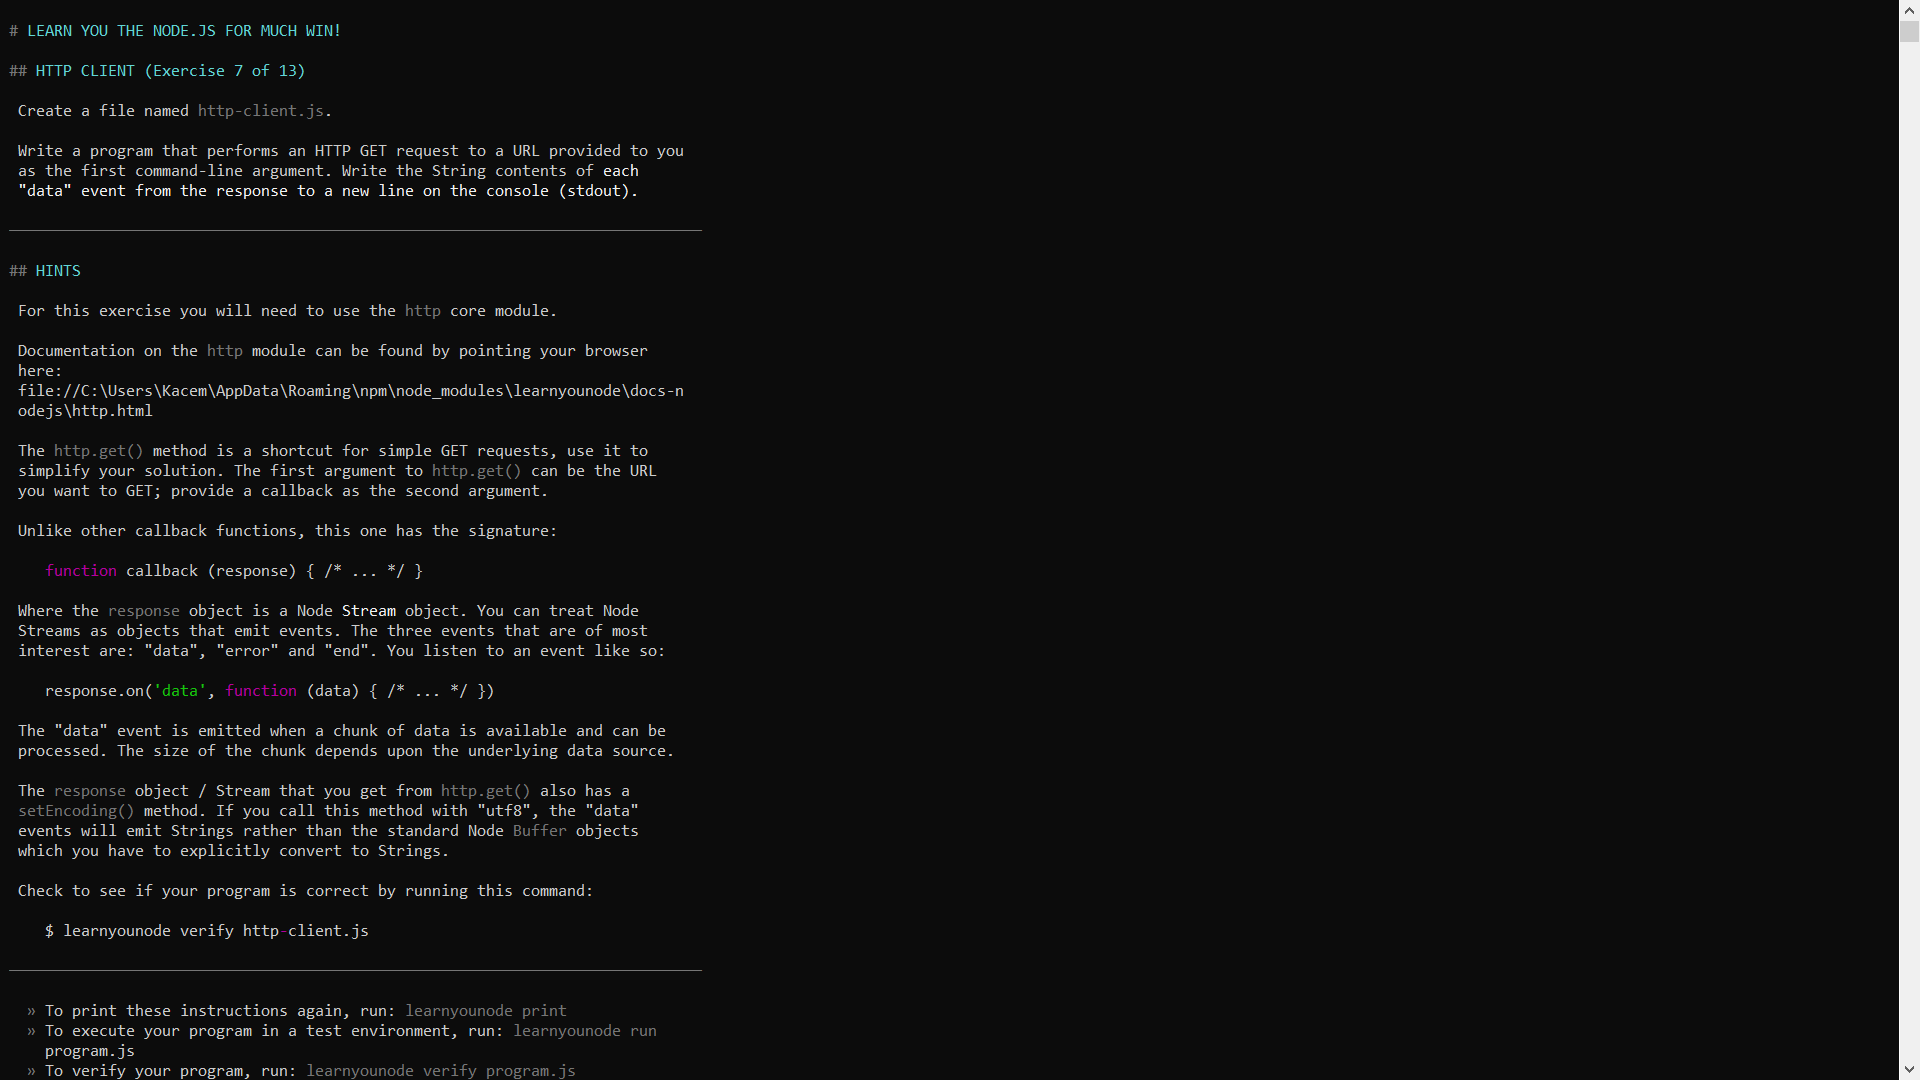 # LEARN YOU THE NODE.JS FOR MUCH WIN!
## HTTP CLIENT (Exercise 7 of 13)
Create a file named http-client.js.
Write a program that performs an HTTP GET request to a URL provided to you
as the first command-line argument. Write the String contents of each
"data" event from the response to a new line on the console (stdout).
## HINTS
For this exercise you will need to use the http core module.
Documentation on the http module can be found by pointing your browser
here:
file://C:\Users\Kacem\AppData\Roaming\npm\node_modules\learnyounode\docs-n
odejs\http.html
The http.get() method is a shortcut for simple GET requests, use it to
simplify your solution. The first argument to http.get() can be the URL
you want to GET; provide a callback as the second argument.
Unlike other callback functions, this one has the signature:
function callback (response) { /* ... */ }
Where the response object is a Node Stream object. You can treat Node
Streams as objects that emit events. The three events that are of most
interest are: "data", "error" and "end". You listen to an event like so:
response.on('data', function (data) { /* ... */ })
The "data" event is emitted when a chunk of data is available and can be
processed. The size of the chunk depends upon the underlying data source.
The response object / Stream that you get from http.get() also has a
setEncoding() method. If you call this method with "utf8", the "data"
events will emit Strings rather than the standard Node Buffer objects
which you have to explicitly convert to Strings.
Check to see if your program is correct by running this command:
$ learnyounode verify http-client.js
» To print these instructions again, run: learnyounode print
» To execute your program in a test environment, run: learnyounode run
program.js
» To verify your program, run: learnyounode verify program.js